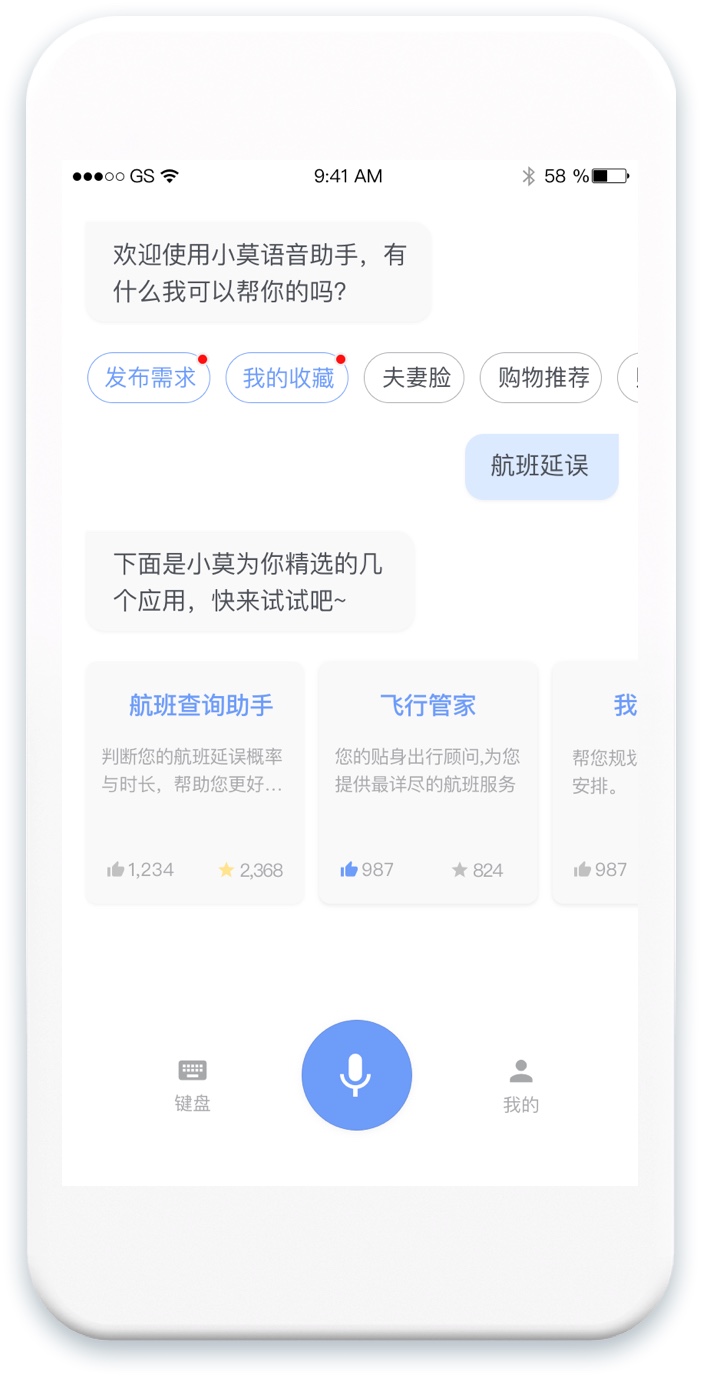 GS 9:41 AM 58 %
欢迎使用小莫语音助手，有
什么我可以帮你的吗？
发布需求 我的收藏 夫妻脸 购物推荐
航班延误
下面是小莫为你精选的几
个应用，快来试试吧~
航班查询助手
判断您的航班延误概率
与时长，帮助您更好...
1,234 2,368
飞行管家
您的贴身出行顾问,为您
提供最详尽的航班服务
987 824
我
帮您规划
安排。
987
键盘
我的